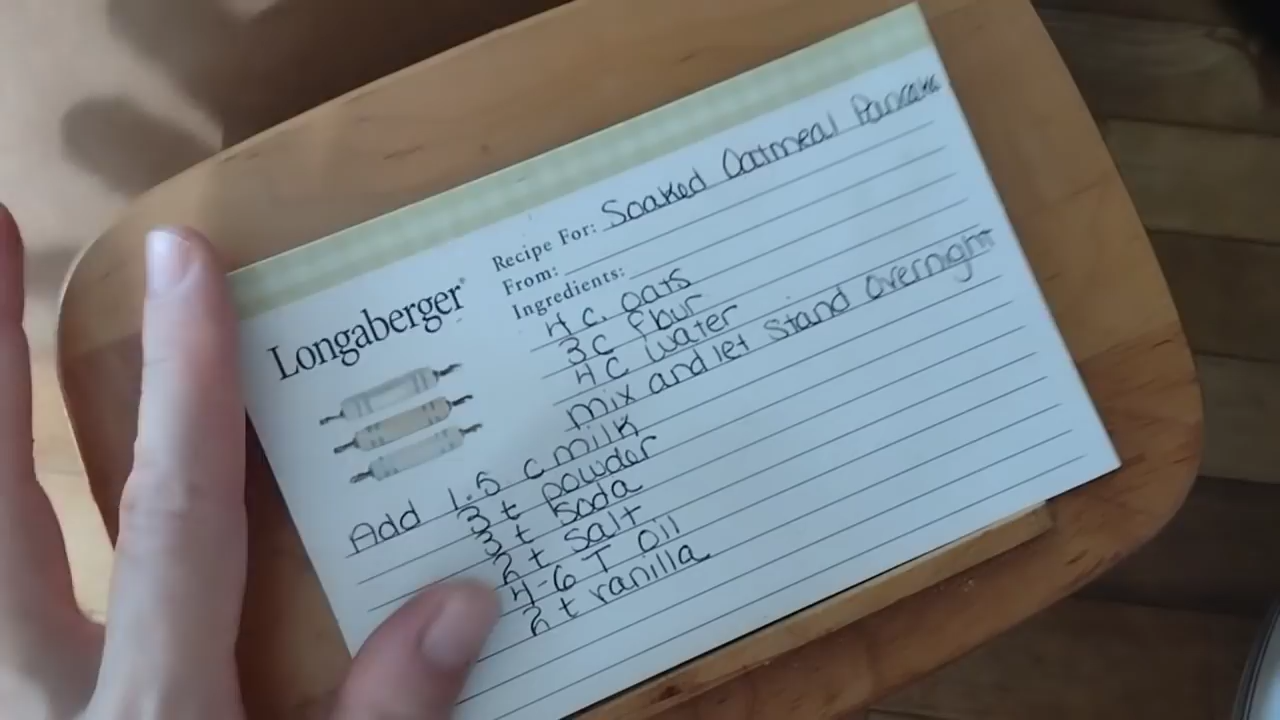 Recipe For: Soaked Oatmeal Pancake
From:
Ingredients:
Longaberger
4 c. oats
3 c flour
4 c water
mix and let stand overnight
Add 1.5 c milk
3 t powder
3 t soda
2 t salt
4-6 T oil
2 t vanilla